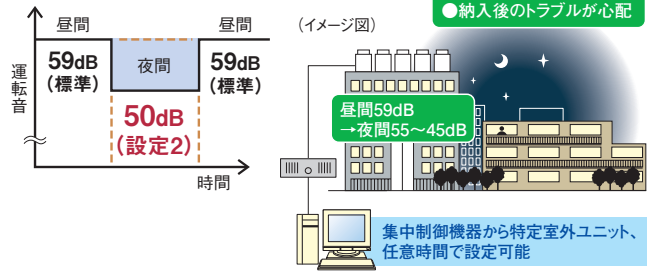 昼間
昼間
59dB
(標準)
夜間
59dB
(標準)
運転音
50dB
(設定2)
時間
(イメージ図)
●納入後のトラブルが心配
昼間59dB
→夜間55～45dB
集中制御機器から特定室外ユニット、
任意時間で設定可能